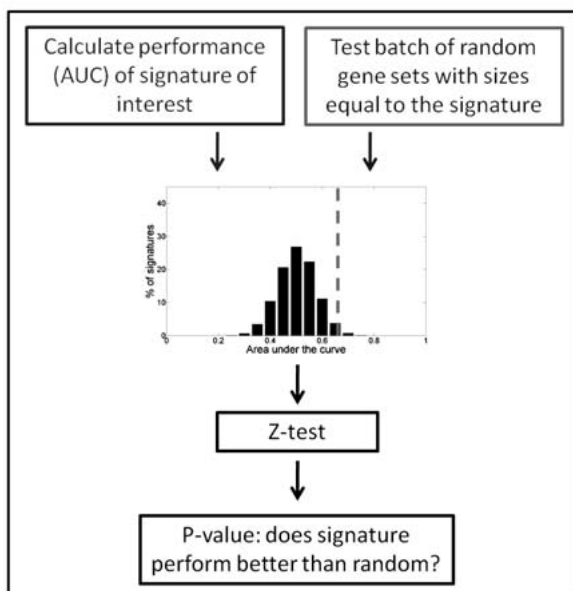 Calculate performance
(AUC) of signature of
interest
Test batch of random
gene sets with sizes
equal to the signature
% of signatures
40
30
20
10
0
0
0.2
0.4
0.6
0.8
1
Area under the curve
Z-test
P-value: does signature
perform better than random?